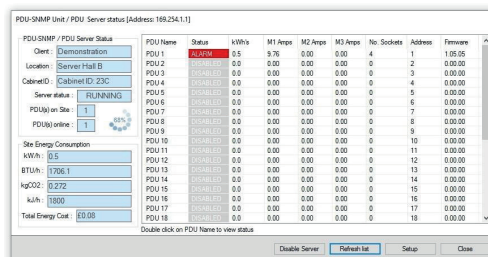 PDU-SNMP Unit / PDU Server status [Address: 169.254.1.1]
PDU-SNMP / PDU Server Status
Client : Demonstration
Location : Server Hall B
CabinetID : Cabinet ID: 23C
Server status : RUNNING
PDU(s) on Site : 1
PDU(s) online : 1
68%
Site Energy Consumption
kW/h : 0.5
BTU/h : 1706.1
kgCO2 : 0.272
kJ/h : 1800
Total Energy Cost : £0.08
PDU Name Status kWh's M1 Amps M2 Amps M3 Amps No. Sockets Address Firmware
PDU 1 ALARM 0.5 9.76 0.00 0.00 4 1 1.05.05
PDU 2 DISABLED 0.0 0.00 0.00 0.00 0 2 0.00.00
PDU 3 DISABLED 0.0 0.00 0.00 0.00 0 3 0.00.00
PDU 4 DISABLED 0.0 0.00 0.00 0.00 0 4 0.00.00
PDU 5 DISABLED 0.0 0.00 0.00 0.00 0 5 0.00.00
PDU 6 DISABLED 0.0 0.00 0.00 0.00 0 6 0.00.00
PDU 7 DISABLED 0.0 0.00 0.00 0.00 0 7 0.00.00
PDU 8 DISABLED 0.0 0.00 0.00 0.00 0 8 0.00.00
PDU 9 DISABLED 0.0 0.00 0.00 0.00 0 9 0.00.00
PDU 10 DISABLED 0.0 0.00 0.00 0.00 0 10 0.00.00
PDU 11 DISABLED 0.0 0.00 0.00 0.00 0 11 0.00.00
PDU 12 DISABLED 0.0 0.00 0.00 0.00 0 12 0.00.00
PDU 13 DISABLED 0.0 0.00 0.00 0.00 0 13 0.00.00
PDU 14 DISABLED 0.0 0.00 0.00 0.00 0 14 0.00.00
PDU 15 DISABLED 0.0 0.00 0.00 0.00 0 15 0.00.00
PDU 16 DISABLED 0.0 0.00 0.00 0.00 0 16 0.00.00
PDU 17 DISABLED 0.0 0.00 0.00 0.00 0 17 0.00.00
PDU 18 DISABLED 0.0 0.00 0.00 0.00 0 18 0.00.00
Double click on PDU Name to view status
Disable Server Refresh list Setup Close